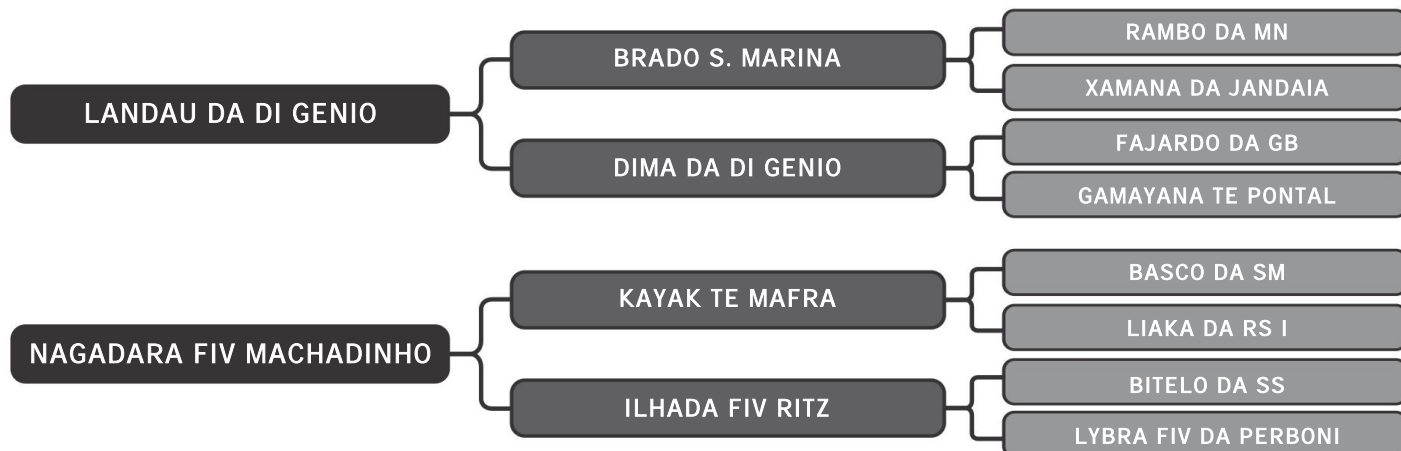 LANDAU DA DI GENIO
BRADO S. MARINA
RAMBO DA MN
XAMANA DA JANDAIA
DIMA DA DI GENIO
FAJARDO DA GB
GAMAYANA TE PONTAL
NAGADARA FIV MACHADINHO
KAYAK TE MAFRA
BASCO DA SM
LIAKA DA RS I
ILHADA FIV RITZ
BITELO DA SS
LYBRA FIV DA PERBONI